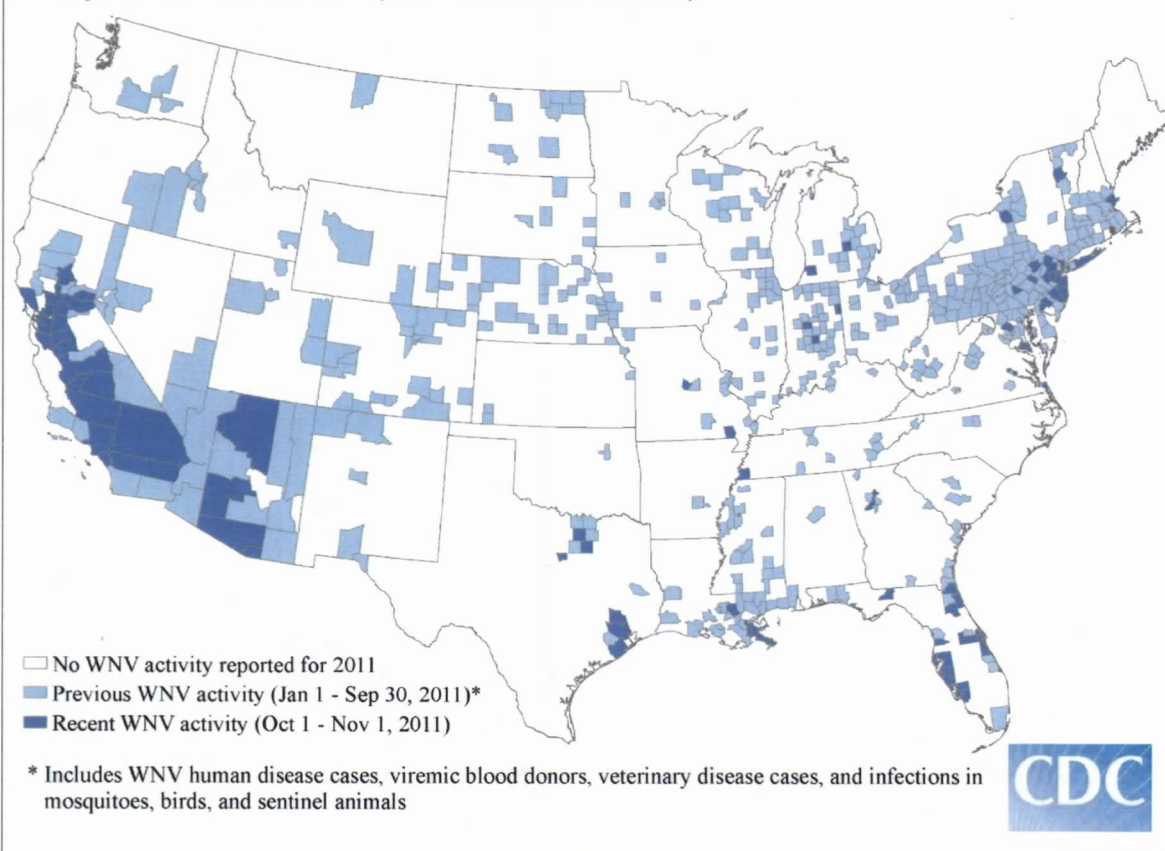 No WNV activity reported for 2011
Previous WNV activity (Jan 1 - Sep 30, 2011)*
Recent WNV activity (Oct 1 - Nov 1, 2011)
* Includes WNV human disease cases, viremic blood donors, veterinary disease cases, and infections in
mosquitoes, birds, and sentinel animals
CDC